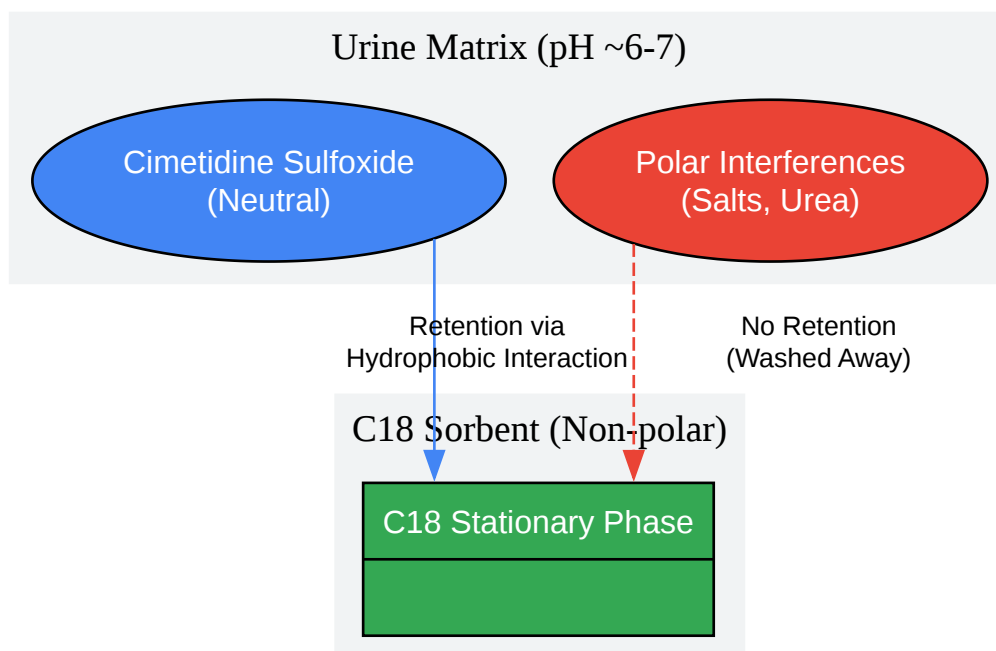 Urine Matrix (pH ~6-7)
Cimetidine Sulfoxide
(Neutral)
Polar Interferences
(Salts, Urea)
Retention via
Hydrophobic Interaction
No Retention
(Washed Away)
C18 Sorbent (Non-polar)
C18 Stationary Phase